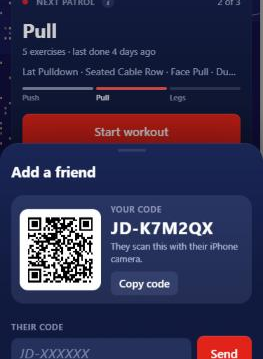 NEXT PATROL i 2 of 3
Pull
5 exercises · last done 4 days ago
Lat Pulldown · Seated Cable Row · Face Pull · Du...
Push Pull Legs
Start workout
Add a friend
YOUR CODE
JD-K7M2QX
They scan this with their iPhone
camera.
Copy code
THEIR CODE
JD-XXXXXX
Send